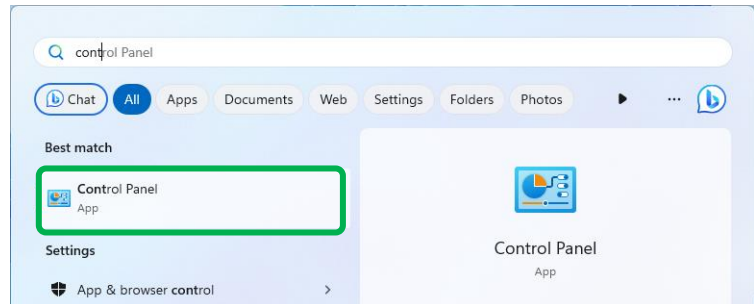 control Panel
Chat All Apps Documents Web Settings Folders Photos ...
Best match
Control Panel
App
Settings
App & browser control
Control Panel
App